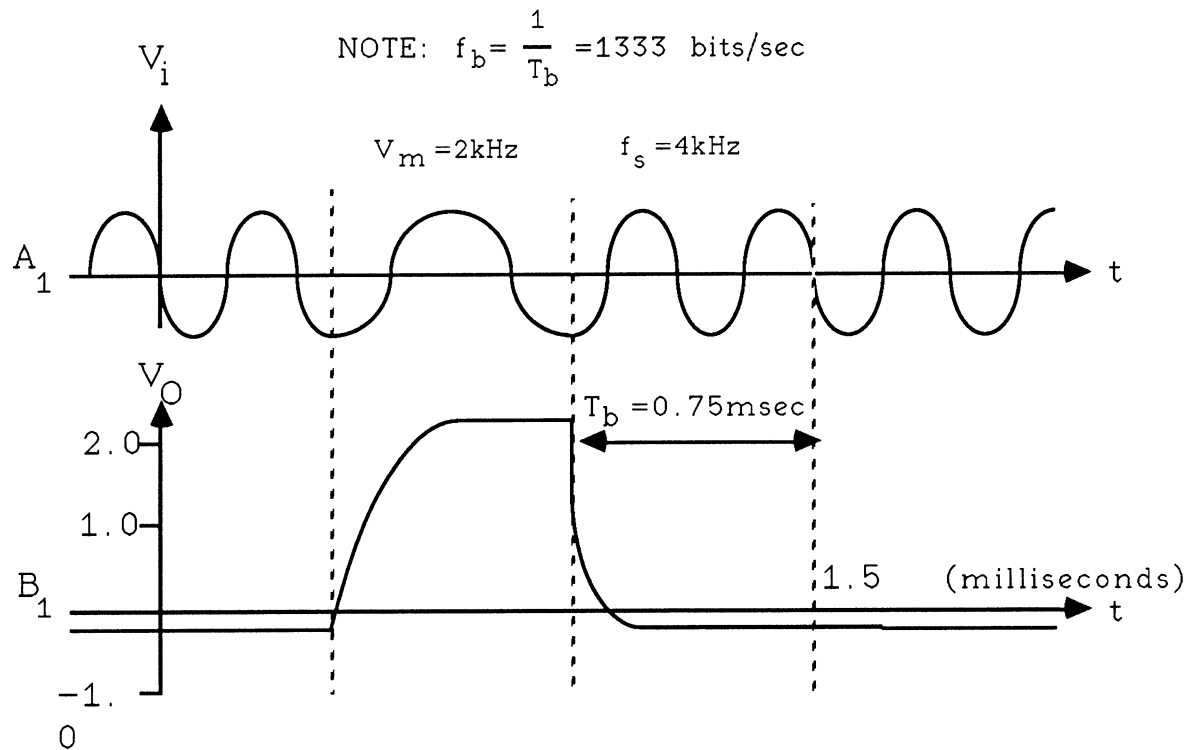 NOTE: f_b = 1/T_b =1333 bits/sec
V_i
V_m =2kHz
f_s =4kHz
A_1
t
V_O
T_b =0.75msec
2.0
1.0
1.5 (milliseconds)
B_1
t
-1.
0